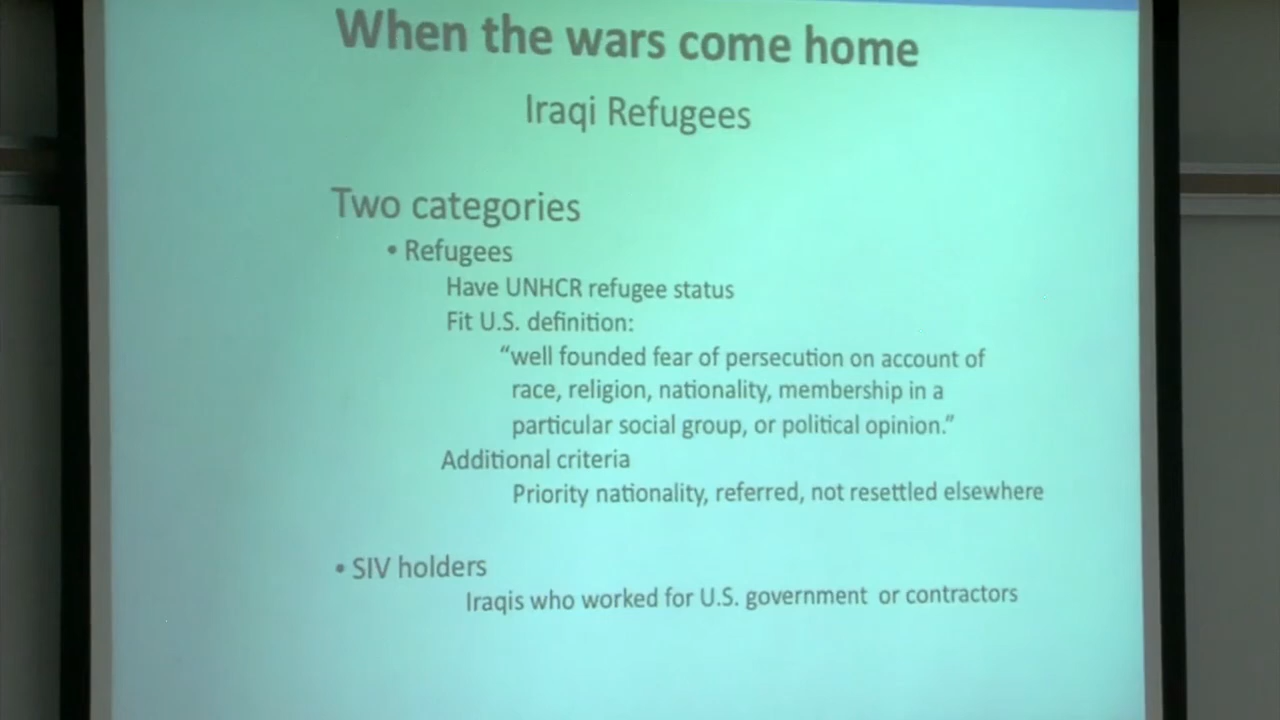 When the wars come home
Iraqi Refugees
Two categories
• Refugees
Have UNHCR refugee status
Fit U.S. definition:
“well founded fear of persecution on account of
race, religion, nationality, membership in a
particular social group, or political opinion.”
Additional criteria
Priority nationality, referred, not resettled elsewhere
• SIV holders
Iraqis who worked for U.S. government or contractors